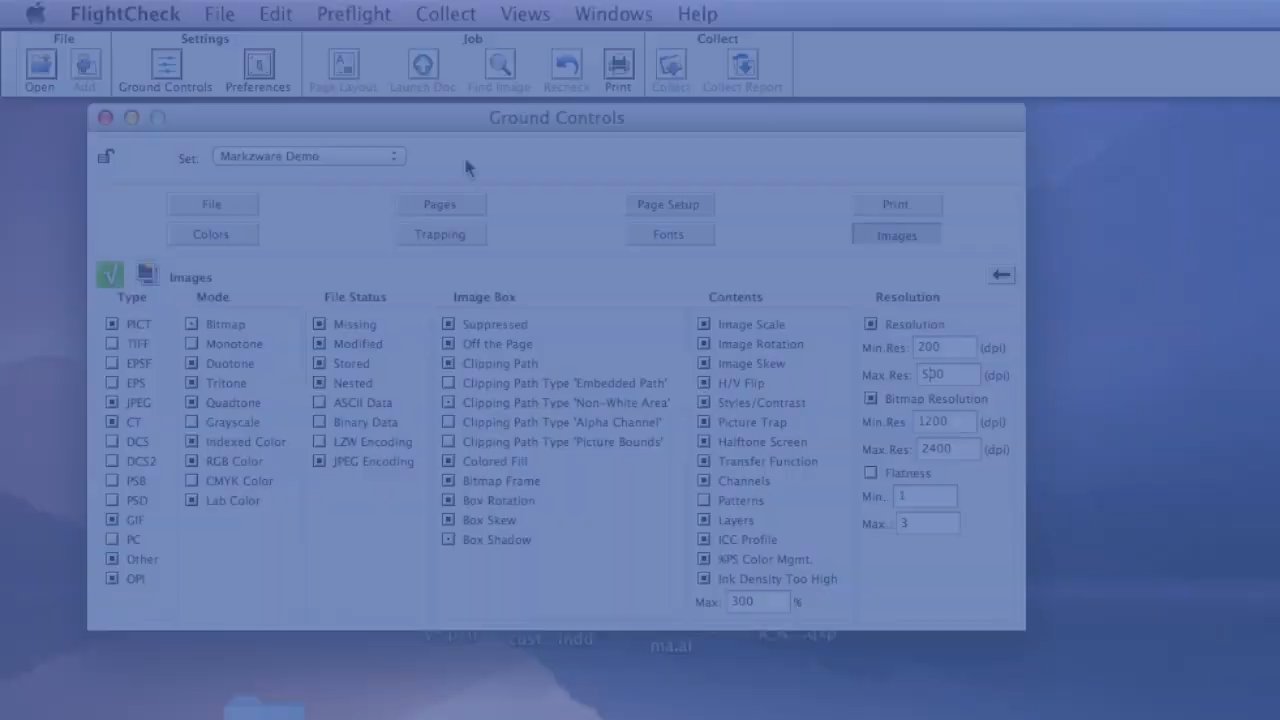 FlightCheck File Edit Preflight Collect Views Windows Help
File Settings Job Collect
Open Add Ground Controls Preferences Page Layout Launch Doc Find Image Recheck Print Collect Collect Report
Ground Controls
Set: Markzware Demo
File Pages Page Setup Print
Colors Trapping Fonts Images
Images
Type Mode File Status Image Box Contents Resolution
PICT Bitmap Missing Suppressed Image Scale Resolution
TIFF Monotone Modified Off the Page Image Rotation Min.Res: 200 (dpi)
EPSF Duotone Stored Clipping Path Image Skew
EPS Tritone Nested Clipping Path Type 'Embedded Path' H/V Flip Max.Res: 500 (dpi)
JPEG Quadtone ASCII Data Clipping Path Type 'Non-White Area' Styles/Contrast Bitmap Resolution
CT Grayscale Binary Data Clipping Path Type 'Alpha Channel' Picture Trap Min.Res 1200 (dpi)
DCS Indexed Color LZW Encoding Clipping Path Type 'Picture Bounds' Halftone Screen Max.Res: 2400 (dpi)
DCS2 RGB Color JPEG Encoding Colored Fill Transfer Function
PSB CMYK Color Bitmap Frame Channels Flatness
PSD Lab Color Box Rotation Patterns Min. 1
GIF Box Skew Layers Max.: 3
PC Box Shadow ICC Profile
Other %PS Color Mgmt.
OPI Ink Density Too High
Max: 300 %
cust...indd
ma.ai